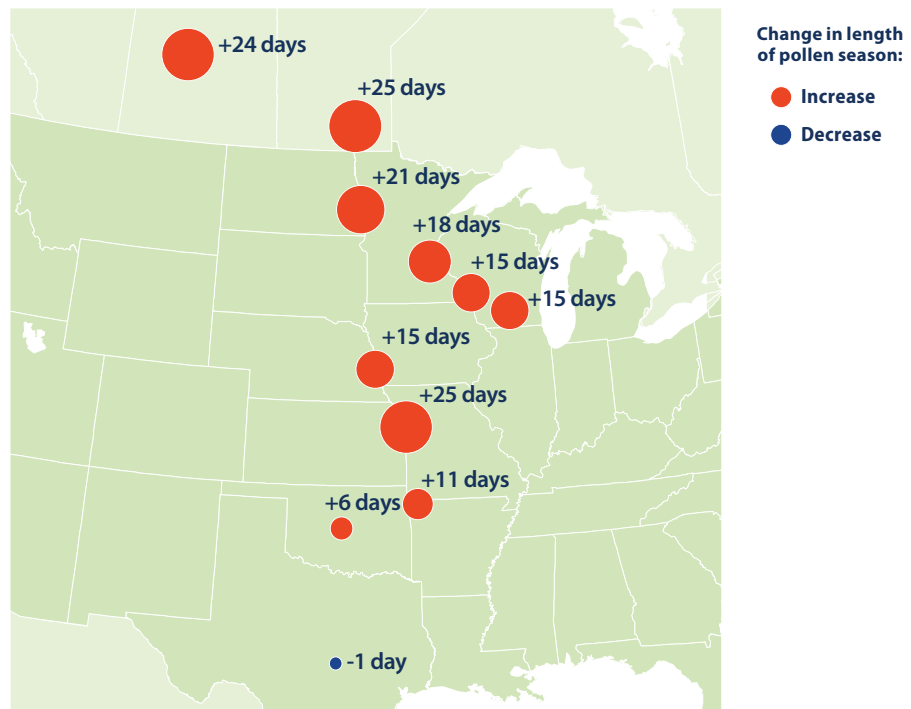 +24 days
+25 days
+21 days
+18 days
+15 days
+15 days
+15 days
+25 days
+11 days
+6 days
-1 day
Change in length
of pollen season:
Increase
Decrease